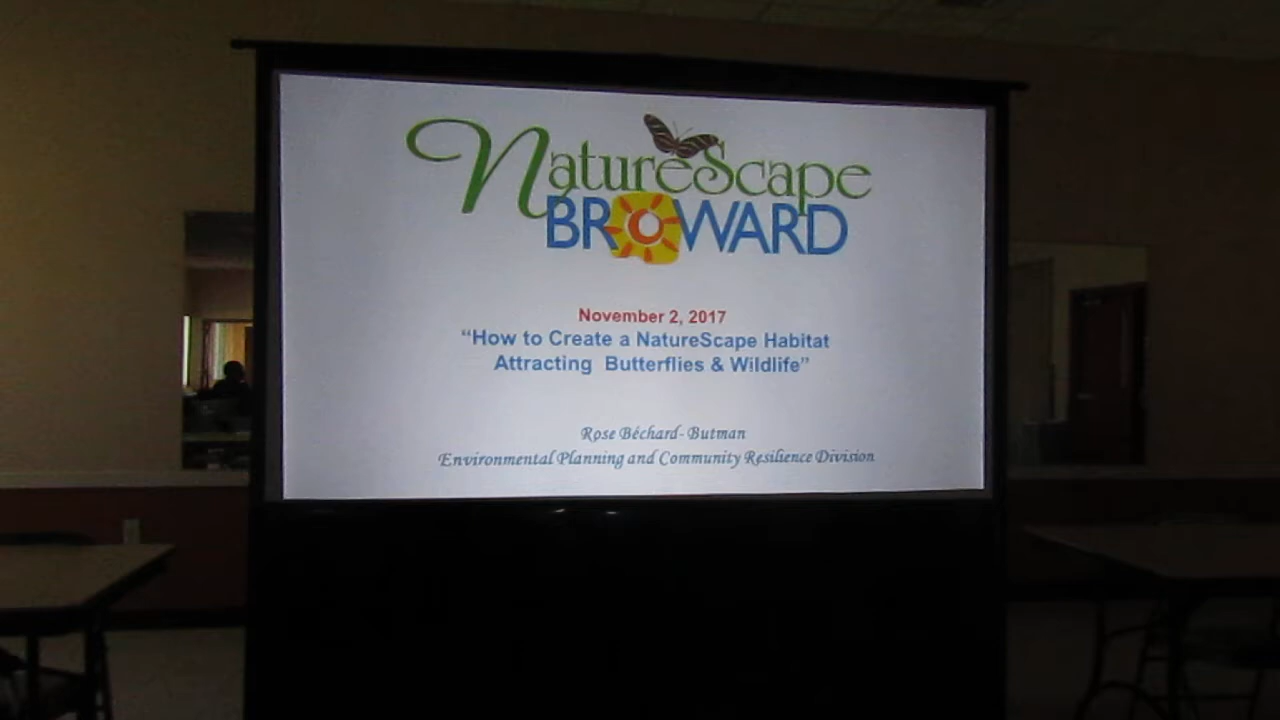 NatureScape
BROWARD
November 2, 2017
“How to Create a NatureScape Habitat
Attracting Butterflies & Wildlife”
Rose Béchard-Butman
Environmental Planning and Community Resilience Division